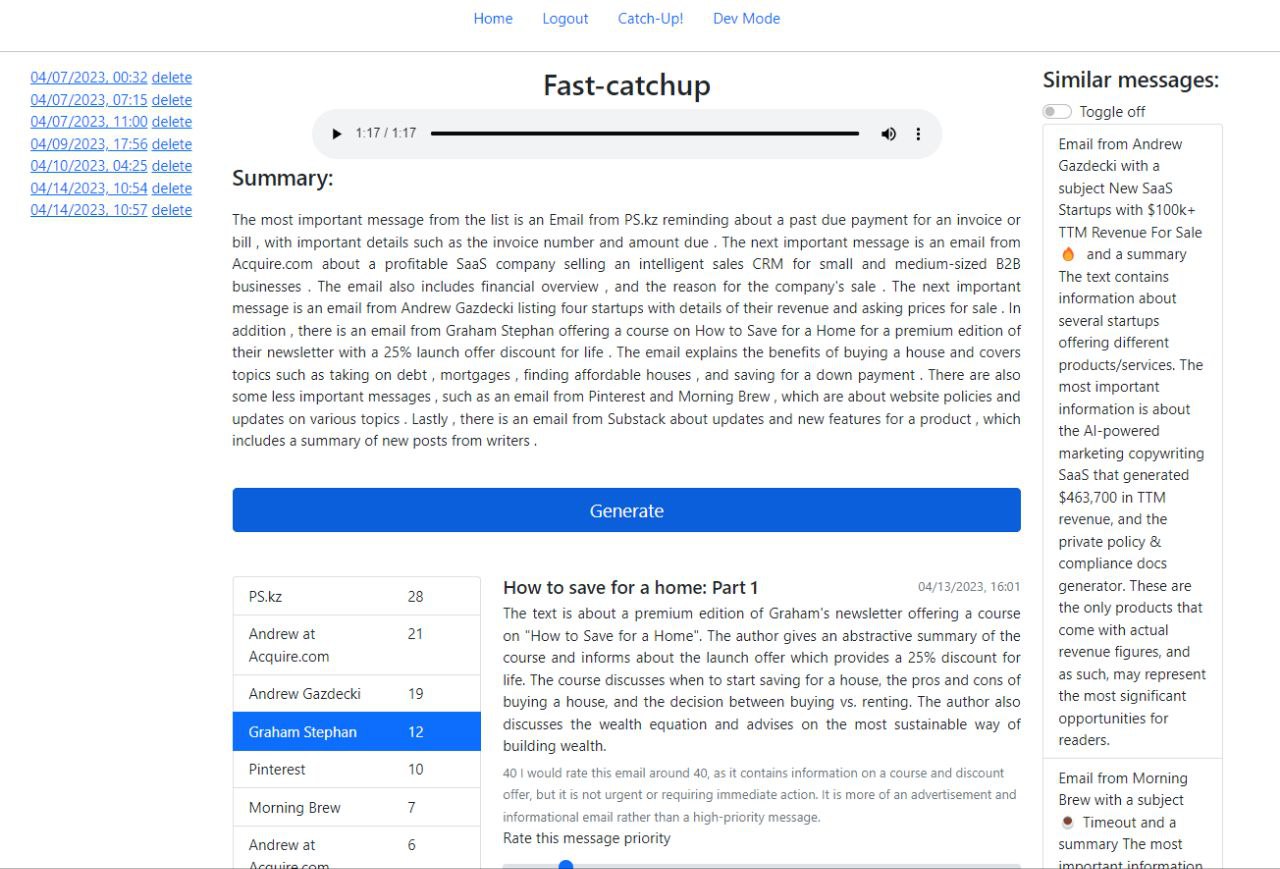 Home Logout Catch-Up! Dev Mode
04/07/2023, 00:32 delete
04/07/2023, 07:15 delete
04/07/2023, 11:00 delete
04/09/2023, 17:56 delete
04/10/2023, 04:25 delete
04/14/2023, 10:54 delete
04/14/2023, 10:57 delete
Fast-catchup
1:17 / 1:17
Summary:
The most important message from the list is an Email from PS.kz reminding about a past due payment for an invoice or
bill , with important details such as the invoice number and amount due . The next important message is an email from
Acquire.com about a profitable SaaS company selling an intelligent sales CRM for small and medium-sized B2B
businesses . The email also includes financial overview , and the reason for the company's sale . The next important
message is an email from Andrew Gazdecki listing four startups with details of their revenue and asking prices for sale . In
addition , there is an email from Graham Stephan offering a course on How to Save for a Home for a premium edition of
their newsletter with a 25% launch offer discount for life . The email explains the benefits of buying a house and covers
topics such as taking on debt , mortgages , finding affordable houses , and saving for a down payment . There are also
some less important messages , such as an email from Pinterest and Morning Brew , which are about website policies and
updates on various topics . Lastly , there is an email from Substack about updates and new features for a product , which
includes a summary of new posts from writers .
Generate
PS.kz 28
Andrew at
Acquire.com 21
Andrew Gazdecki 19
Graham Stephan 12
Pinterest 10
Morning Brew 7
Andrew at
Acquire.com 6
How to save for a home: Part 1 04/13/2023, 16:01
The text is about a premium edition of Graham's newsletter offering a course
on "How to Save for a Home". The author gives an abstractive summary of the
course and informs about the launch offer which provides a 25% discount for
life. The course discusses when to start saving for a house, the pros and cons of
buying a house, and the decision between buying vs. renting. The author also
discusses the wealth equation and advises on the most sustainable way of
building wealth.
40 I would rate this email around 40, as it contains information on a course and discount
offer, but it is not urgent or requiring immediate action. It is more of an advertisement and
informational email rather than a high-priority message.
Rate this message priority
Similar messages:
Toggle off
Email from Andrew
Gazdecki with a
subject New SaaS
Startups with $100k+
TTM Revenue For Sale
🔥 and a summary
The text contains
information about
several startups
offering different
products/services. The
most important
information is about
the AI-powered
marketing copywriting
SaaS that generated
$463,700 in TTM
revenue, and the
private policy &
compliance docs
generator. These are
the only products that
come with actual
revenue figures, and
as such, may represent
the most significant
opportunities for
readers.
Email from Morning
Brew with a subject
☕ Timeout and a
summary The most
important information